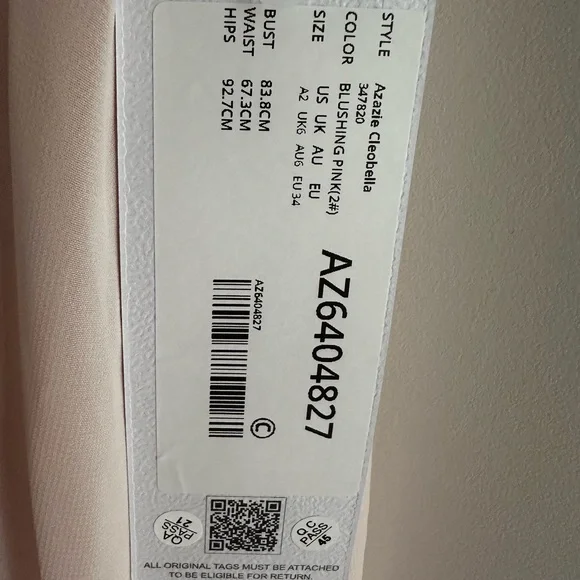 STYLE Azazie Cleobella
347820
COLOR BLUSHING PINK(2#)
SIZE US UK AU EU
A2 UK6 AU6 EU 34
BUST 83.8CM
WAIST 67.3CM
HIPS 92.7CM
AZ6404827
AZ6404827
©
QA
PASS
21
QC
PASS
45
ALL ORIGINAL TAGS MUST BE ATTACHED
TO BE ELIGIBLE FOR RETURN.